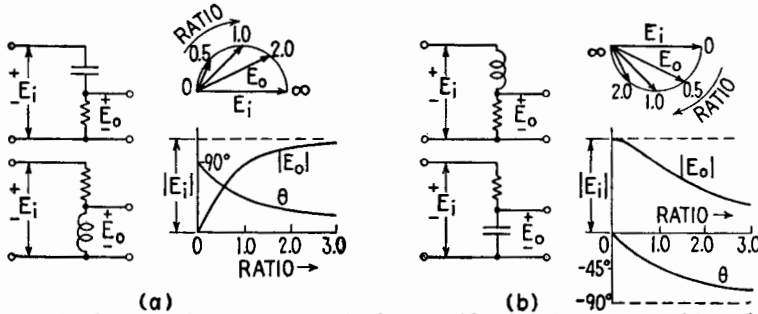 RATIO
0.5
1.0
2.0
0
∞
E_o
E_i
+
-
E_i
+
E_o
-
+
-
E_i
+
E_o
-
|E_i|
90°
|E_o|
θ
0 1.0 2.0 3.0
RATIO →
(a)
E_i
∞
0
E_o
2.0
1.0
0.5
RATIO
+
-
E_i
+
E_o
-
+
-
E_i
+
E_o
-
|E_i|
|E_o|
RATIO →
0 1.0 2.0 3.0
-45°
θ
-90°
(b)